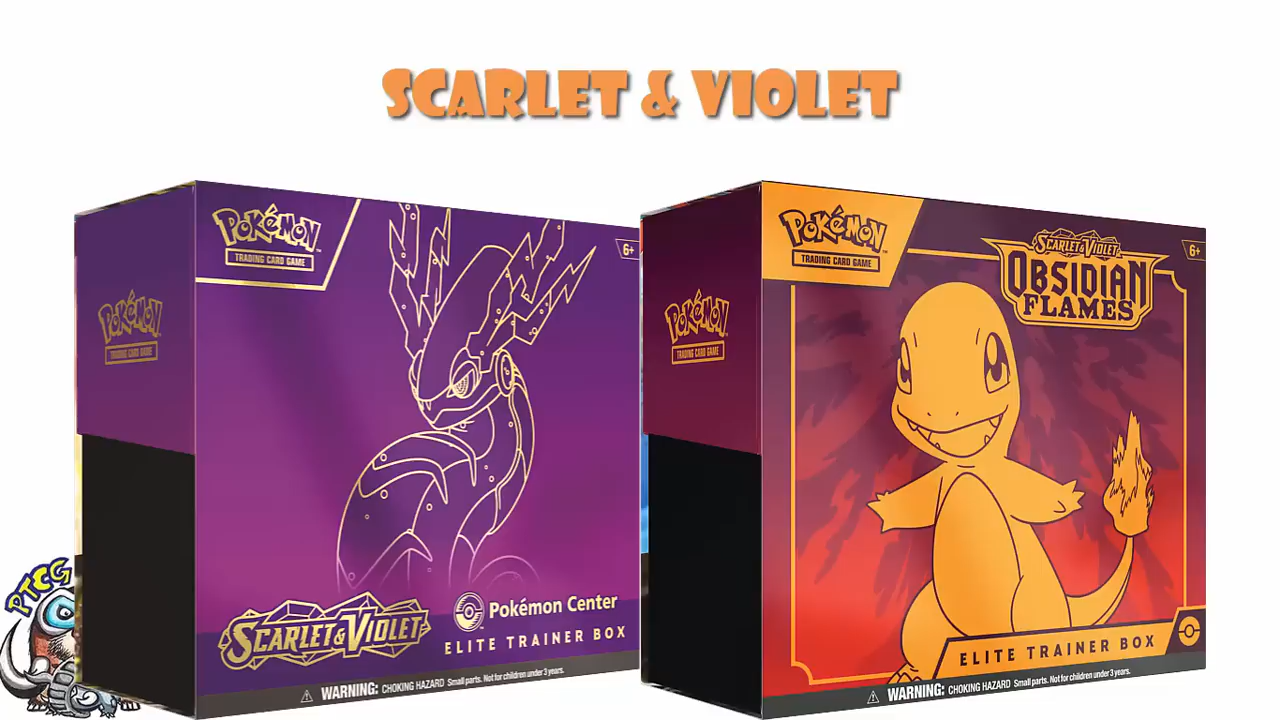 SCARLET & VIOLET
POKéMON
TRADING CARD GAME
6+
POKéMON
TRADING CARD GAME
SCARLET & VIOLET
Pokémon Center
ELITE TRAINER BOX
WARNING: CHOKING HAZARD Small parts. Not for children under 3 years.
POKéMON
TRADING CARD GAME
SCARLET & VIOLET
OBSIDIAN
FLAMES
6+
POKéMON
TRADING CARD GAME
ELITE TRAINER BOX
WARNING: CHOKING HAZARD Small parts. Not for children under 3 years.
PTCG